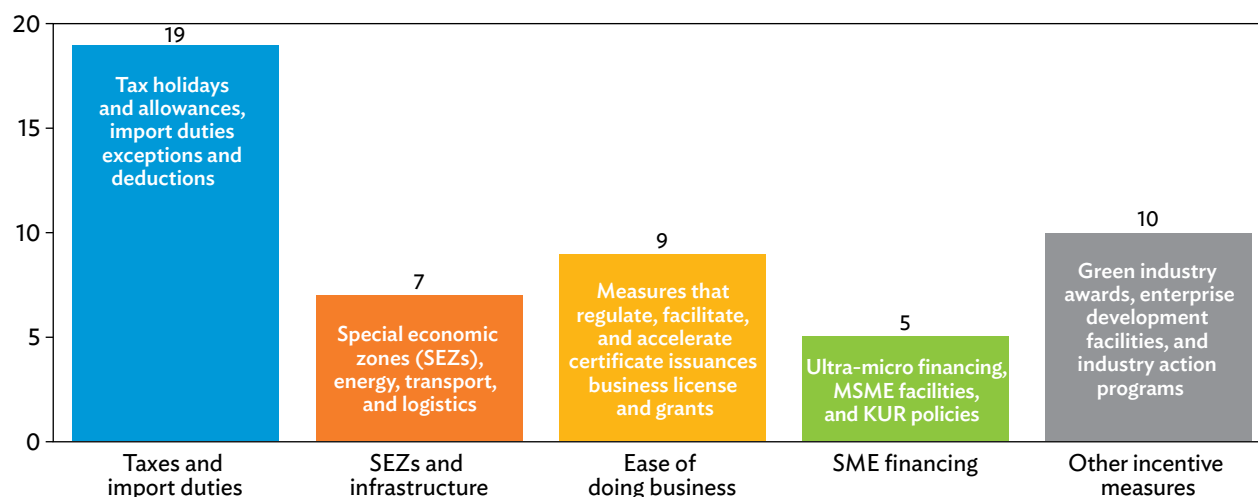 20
15
10
5
0
19
Tax holidays
and allowances,
import duties
exceptions and
deductions
7
Special economic
zones (SEZs),
energy, transport,
and logistics
9
Measures that
regulate, facilitate,
and accelerate
certificate issuances
business license
and grants
5
Ultra-micro financing,
MSME facilities,
and KUR policies
10
Green industry
awards, enterprise
development
facilities, and
industry action
programs
Taxes and
import duties
SEZs and
infrastructure
Ease of
doing business
SME financing
Other incentive
measures